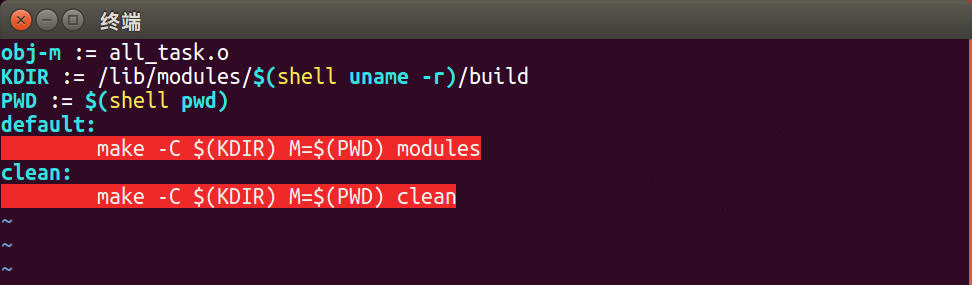 终端
obj-m := all_task.o
KDIR := /lib/modules/$(shell uname -r)/build
PWD := $(shell pwd)
default:
        make -C $(KDIR) M=$(PWD) modules
clean:
        make -C $(KDIR) M=$(PWD) clean
~
~
~